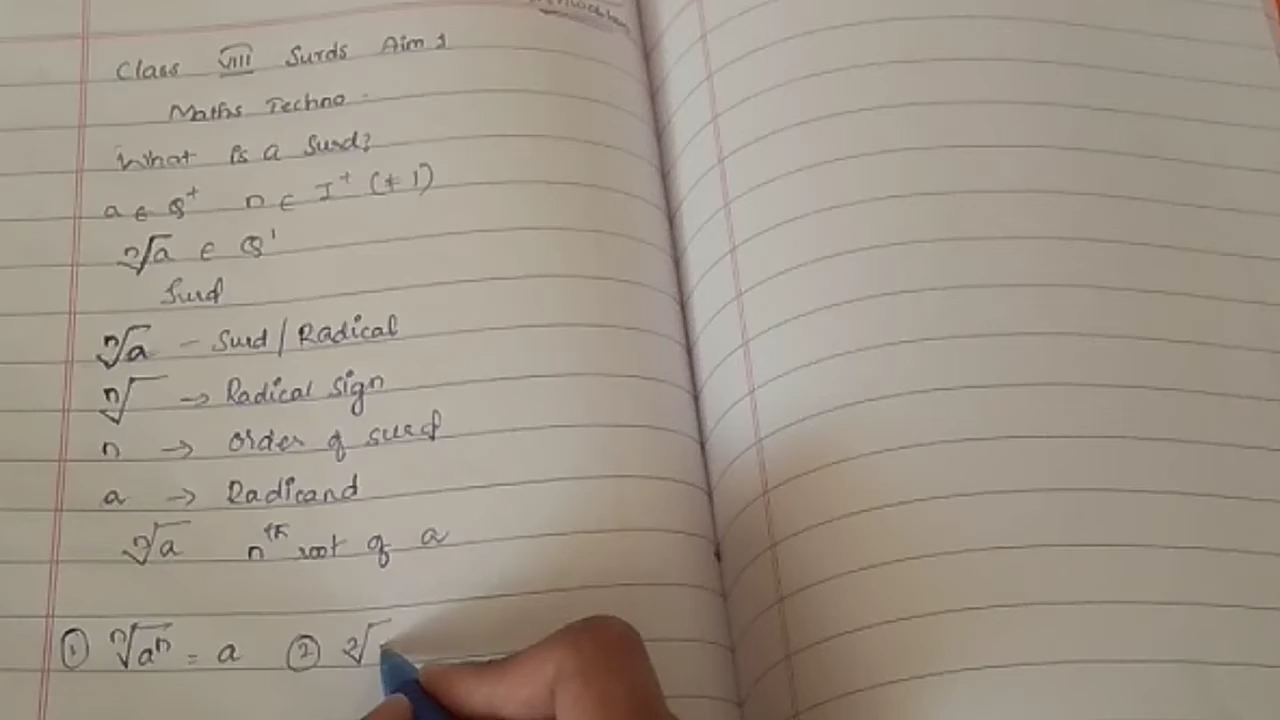 Class VIII Surds Aim 1
Maths Techno
What is a Surd?
a ∈ Q⁺ n ∈ I⁺ (≠ 1)
ⁿ√a ∈ Q'
Surd
ⁿ√a - Surd / Radical
ⁿ√ → Radical sign
n → order of surd
a → Radicand
ⁿ√a nᵗʰ root of a
① ⁿ√aⁿ = a ② ⁿ√